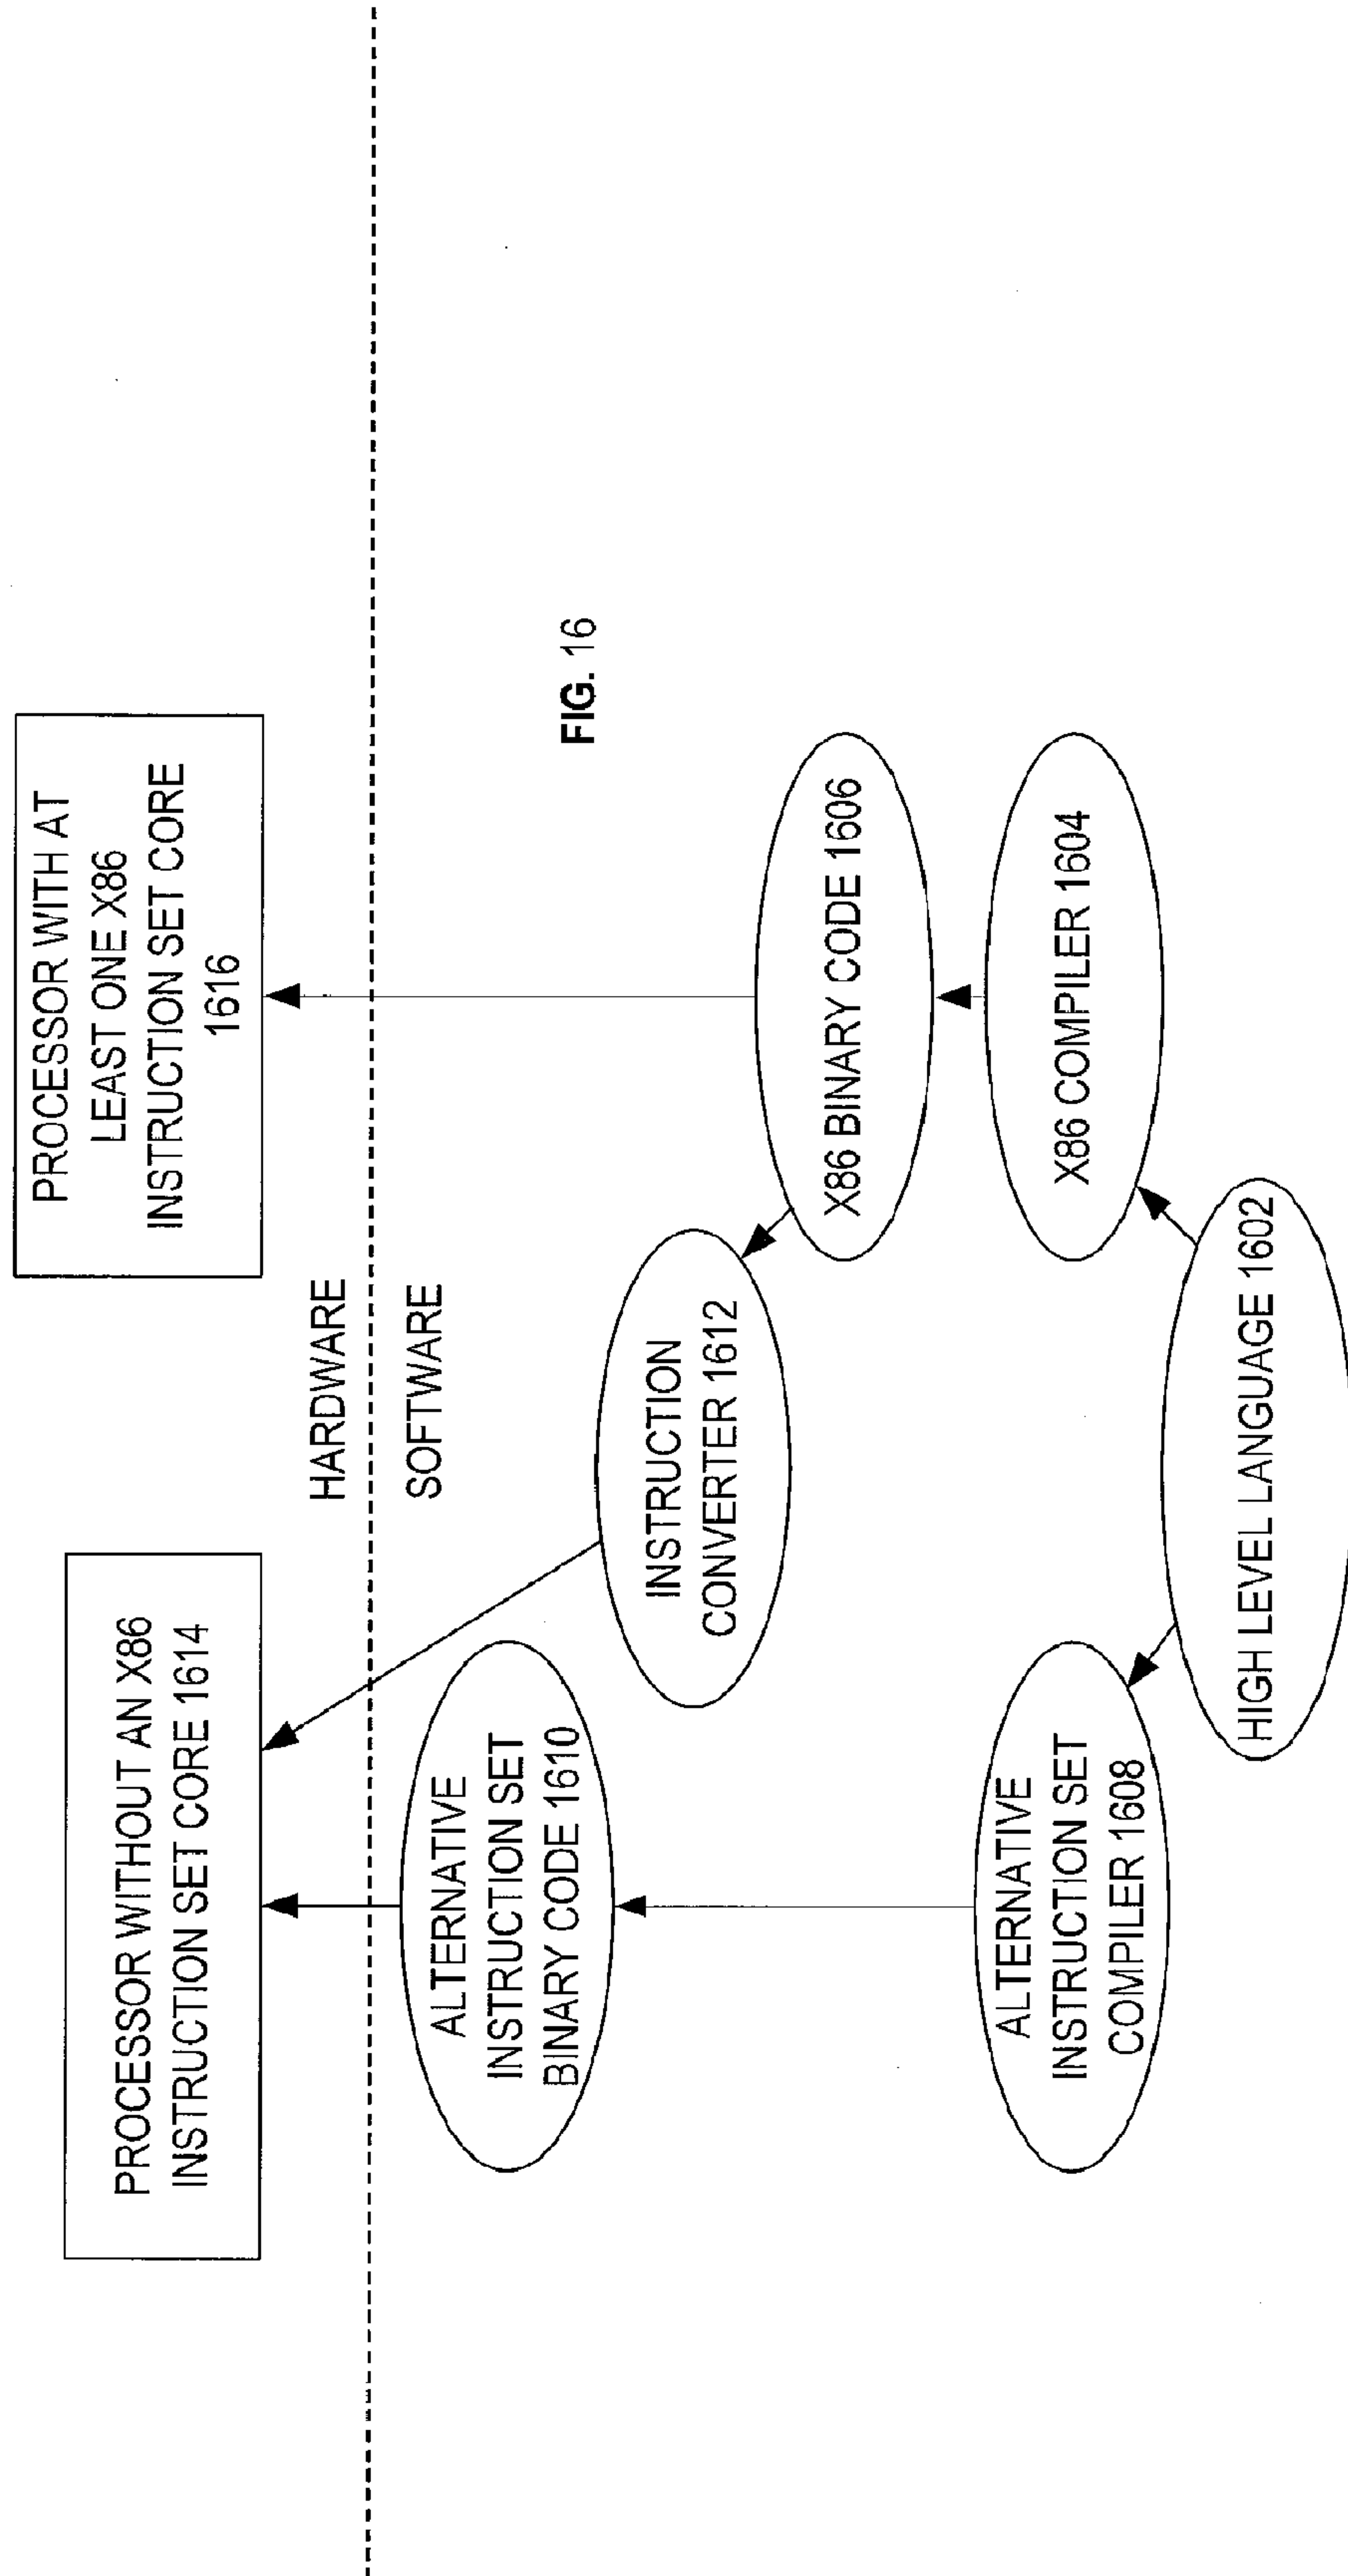 PROCESSOR WITHOUT AN X86
INSTRUCTION SET CORE 1614
PROCESSOR WITH AT
LEAST ONE X86
INSTRUCTION SET CORE
1616
HARDWARE
SOFTWARE
ALTERNATIVE
INSTRUCTION SET
BINARY CODE 1610
INSTRUCTION
CONVERTER 1612
FIG. 16
X86 BINARY CODE 1606
ALTERNATIVE
INSTRUCTION SET
COMPILER 1608
X86 COMPILER 1604
HIGH LEVEL LANGUAGE 1602